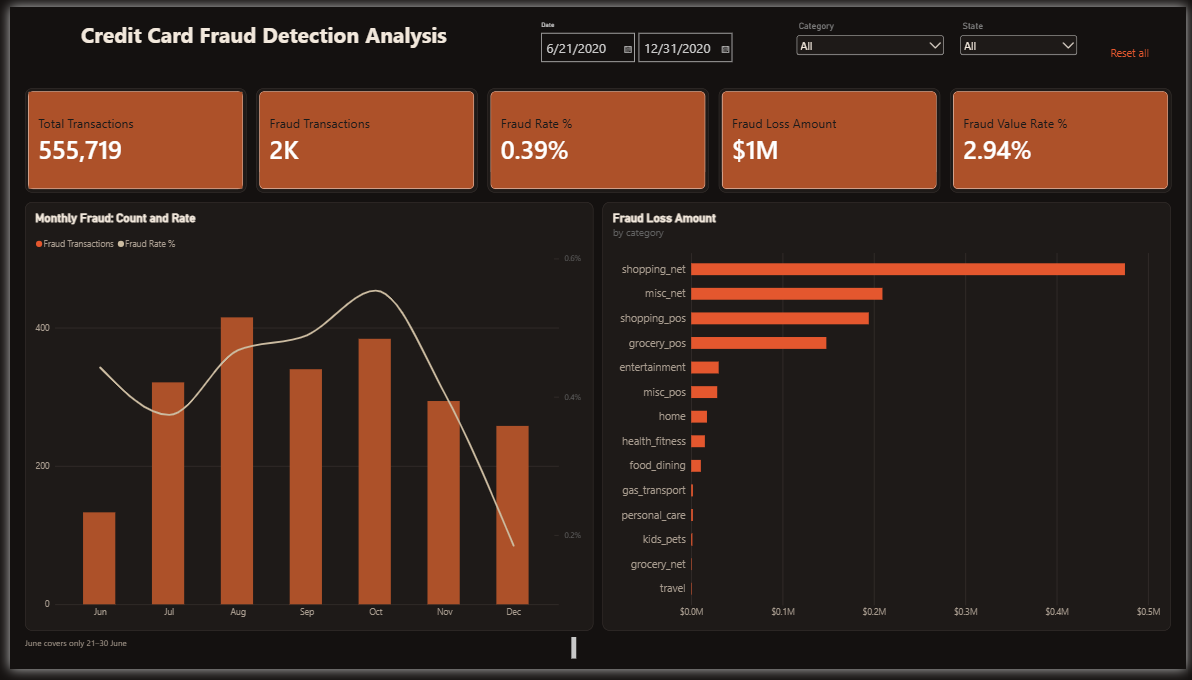 Credit Card Fraud Detection Analysis
Date
6/21/2020
12/31/2020
Category
All
State
All
Reset all
Total Transactions
555,719
Fraud Transactions
2K
Fraud Rate %
0.39%
Fraud Loss Amount
$1M
Fraud Value Rate %
2.94%
Monthly Fraud: Count and Rate
Fraud Transactions Fraud Rate %
0.6%
400
0.4%
200
0.2%
0
Jun Jul Aug Sep Oct Nov Dec
June covers only 21–30 June
Fraud Loss Amount
by category
shopping_net
misc_net
shopping_pos
grocery_pos
entertainment
misc_pos
home
health_fitness
food_dining
gas_transport
personal_care
kids_pets
grocery_net
travel
$0.0M $0.1M $0.2M $0.3M $0.4M $0.5M